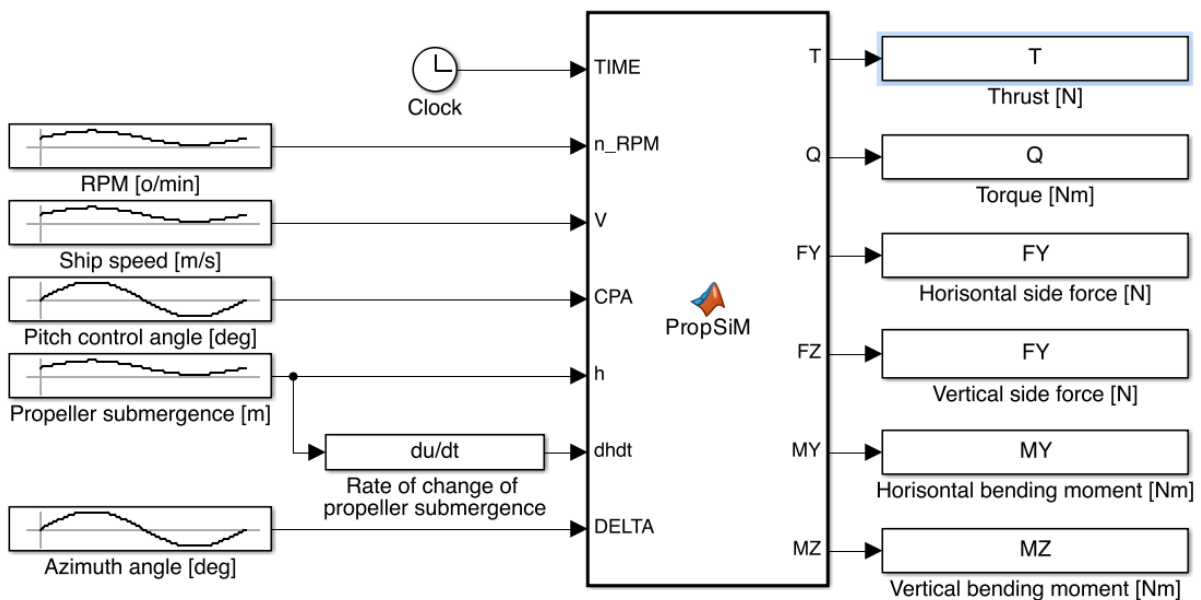 Clock
RPM [o/min]
Ship speed [m/s]
Pitch control angle [deg]
Propeller submergence [m]
du/dt
Rate of change of
propeller submergence
Azimuth angle [deg]
TIME
n_RPM
V
CPA
h
dhdt
DELTA
PropSiM
T
Q
FY
FZ
MY
MZ
T
Thrust [N]
Q
Torque [Nm]
FY
Horisontal side force [N]
FY
Vertical side force [N]
MY
Horisontal bending moment [Nm]
MZ
Vertical bending moment [Nm]